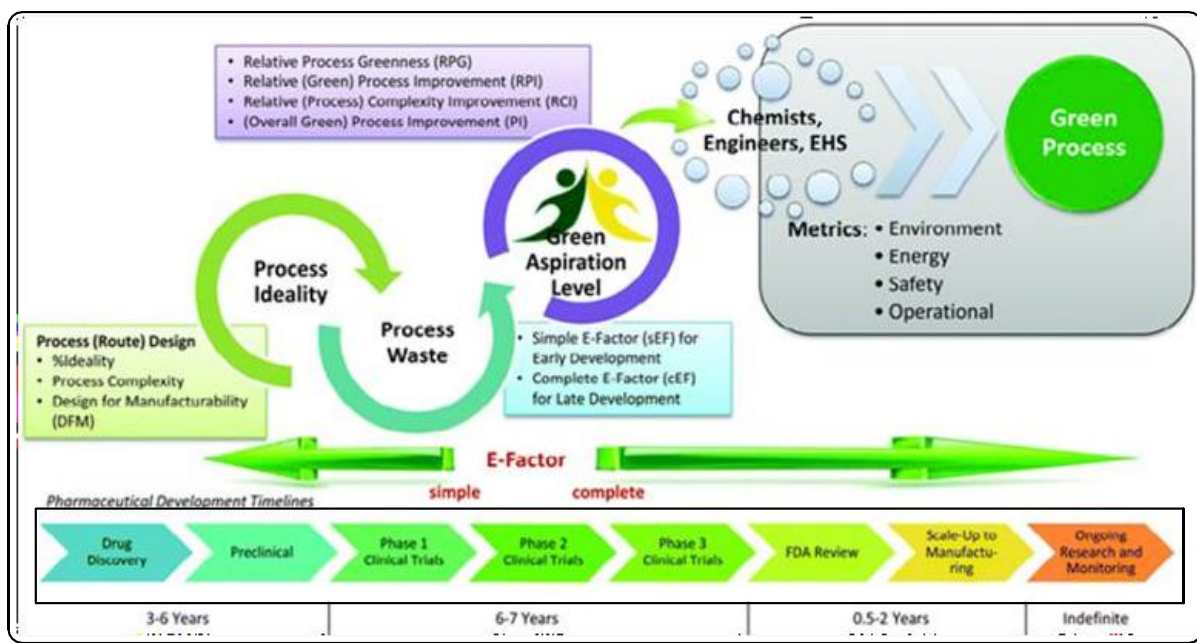 • Relative Process Greenness (RPG)
• Relative (Green) Process Improvement (RPI)
• Relative (Process) Complexity Improvement (RCI)
• (Overall Green) Process Improvement (PI)
Chemists,
Engineers, EHS
Green
Process
Metrics: • Environment
• Energy
• Safety
• Operational
Green
Aspiration
Level
Process
Ideality
Process
Waste
Process (Route) Design
• %Ideality
• Process Complexity
• Design for Manufacturability
(DFM)
• Simple E-Factor (sEF) for
Early Development
• Complete E-Factor (cEF)
for Late Development
E-Factor
simple
complete
Pharmaceutical Development Timelines
Drug
Discovery
Preclinical
Phase 1
Clinical Trials
Phase 2
Clinical Trials
Phase 3
Clinical Trials
FDA Review
Scale-Up to
Manufactu-
ring
Ongoing
Research and
Monitoring
3-6 Years
6-7 Years
0.5-2 Years
Indefinite